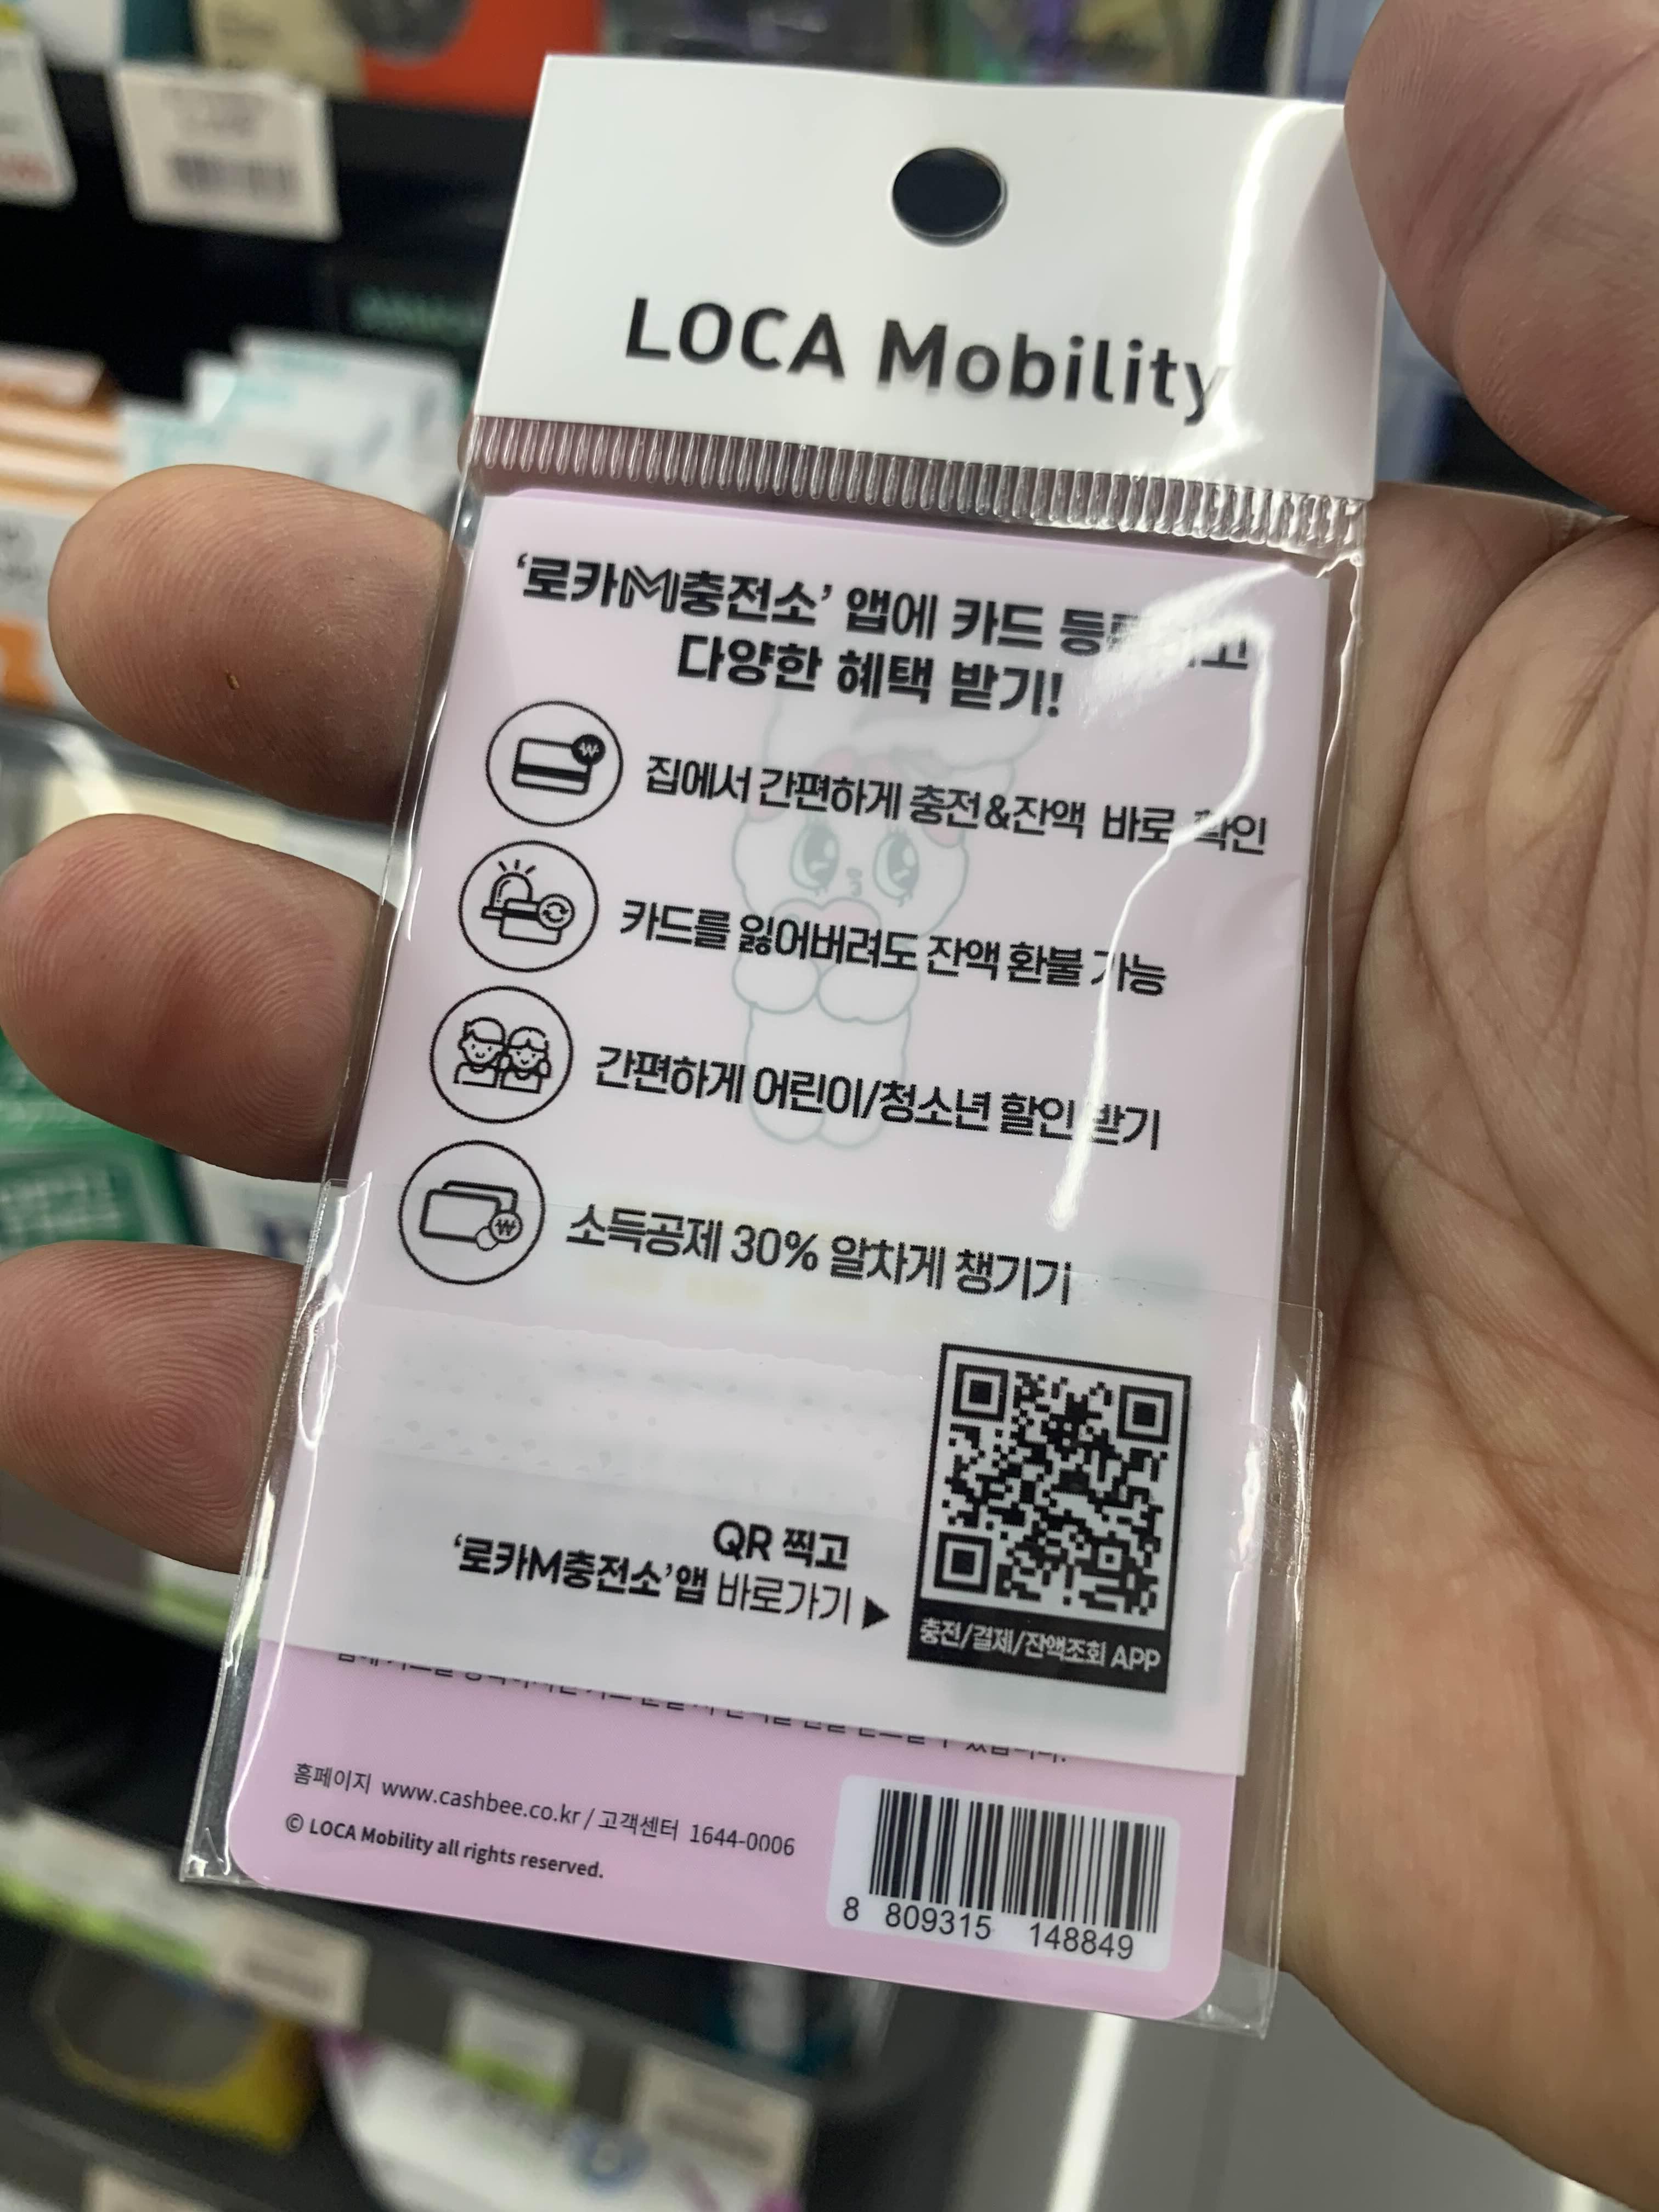 LOCA Mobility
‘로카M충전소’ 앱에 카드 등록하고
다양한 혜택 받기!
집에서 간편하게 충전&잔액 바로 확인
카드를 잃어버려도 잔액 환불 가능
간편하게 어린이/청소년 할인 받기
소득공제 30% 알차게 챙기기
QR 찍고
‘로카M충전소’앱 바로가기▶
충전/결제/잔액조회 APP
홈페이지 www.cashbee.co.kr / 고객센터 1644-0006
© LOCA Mobility all rights reserved.
8 809315 148849